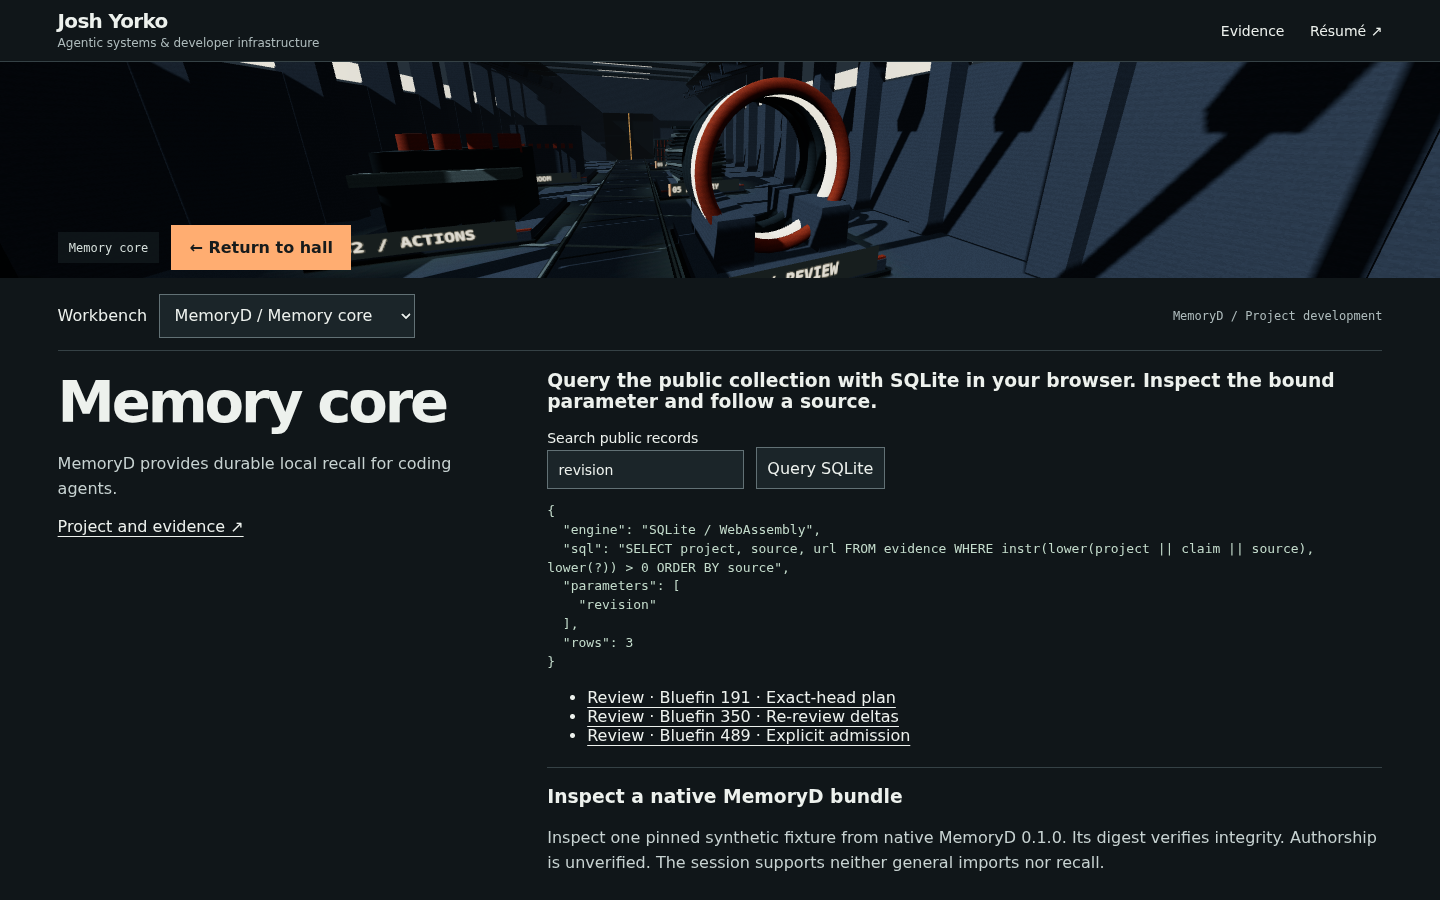 Josh Yorko
Agentic systems & developer infrastructure
Evidence
Résumé ↗
Memory core
← Return to hall
2 / ACTIONS
/ REVIEW
05
Workbench
MemoryD / Memory core
MemoryD / Project development
Memory core
MemoryD provides durable local recall for coding
agents.
Project and evidence ↗
Query the public collection with SQLite in your browser. Inspect the bound
parameter and follow a source.
Search public records
revision
Query SQLite
{
  "engine": "SQLite / WebAssembly",
  "sql": "SELECT project, source, url FROM evidence WHERE instr(lower(project || claim || source),
lower(?)) > 0 ORDER BY source",
  "parameters": [
    "revision"
  ],
  "rows": 3
}
• Review · Bluefin 191 · Exact-head plan
• Review · Bluefin 350 · Re-review deltas
• Review · Bluefin 489 · Explicit admission
Inspect a native MemoryD bundle
Inspect one pinned synthetic fixture from native MemoryD 0.1.0. Its digest verifies integrity. Authorship
is unverified. The session supports neither general imports nor recall.